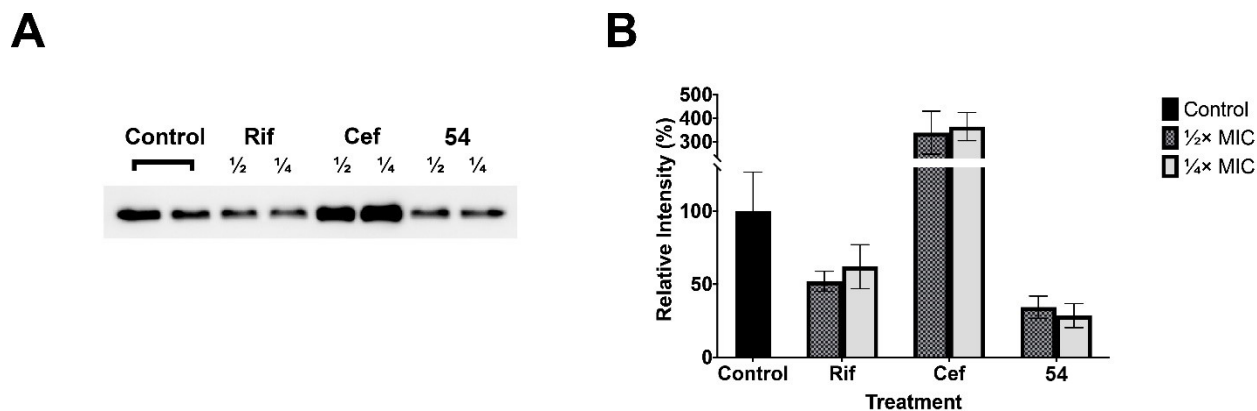 A
Control Rif Cef 54
½ ¼ ½ ¼ ½ ¼
B
Relative Intensity (%)
500
400
300
100
50
0
Control Rif Cef 54
Treatment
Control
½× MIC
¼× MIC